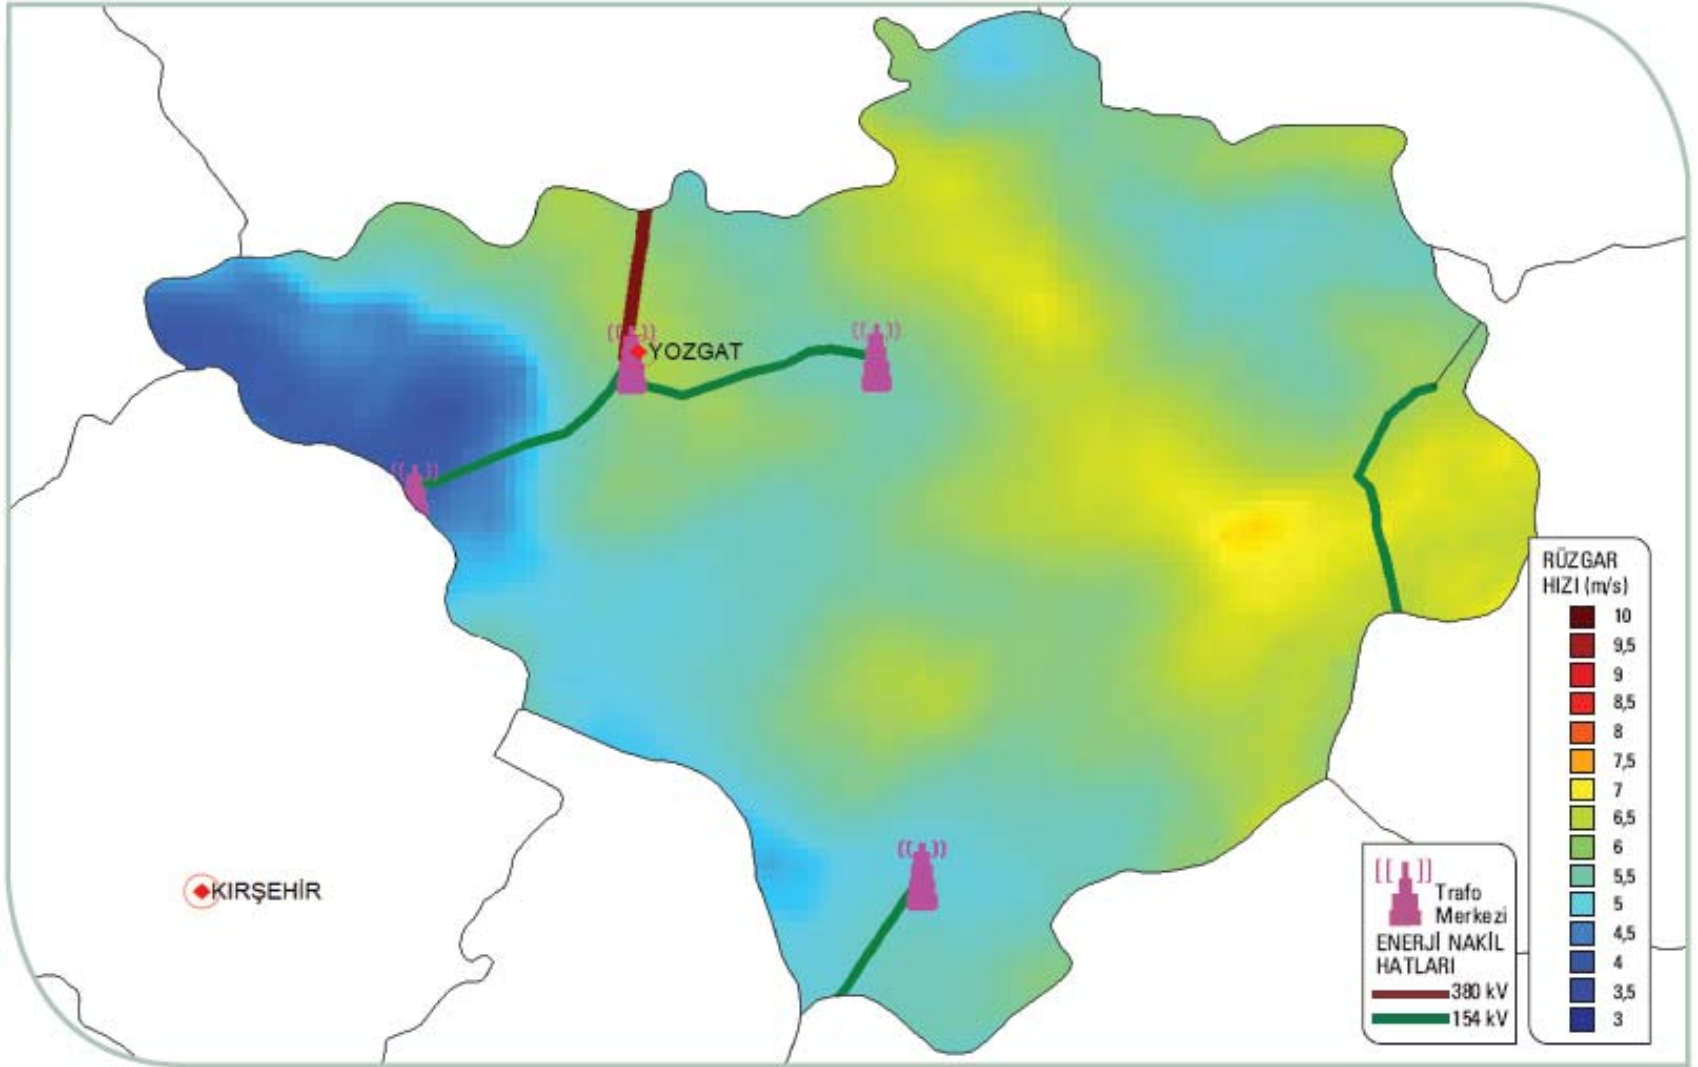 YOZGAT
KIRŞEHİR
RÜZGAR
HIZI (m/s)
10
9,5
9
8,5
8
7,5
7
6,5
6
5,5
5
4,5
4
3,5
3
Trafo
Merkezi
ENERJİ NAKİL
HATLARI
380 kV
154 kV